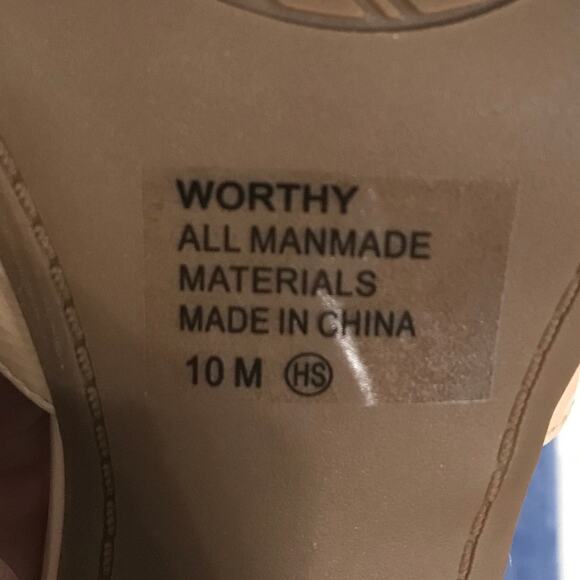 WORTHY
ALL MANMADE
MATERIALS
MADE IN CHINA
10 M HS